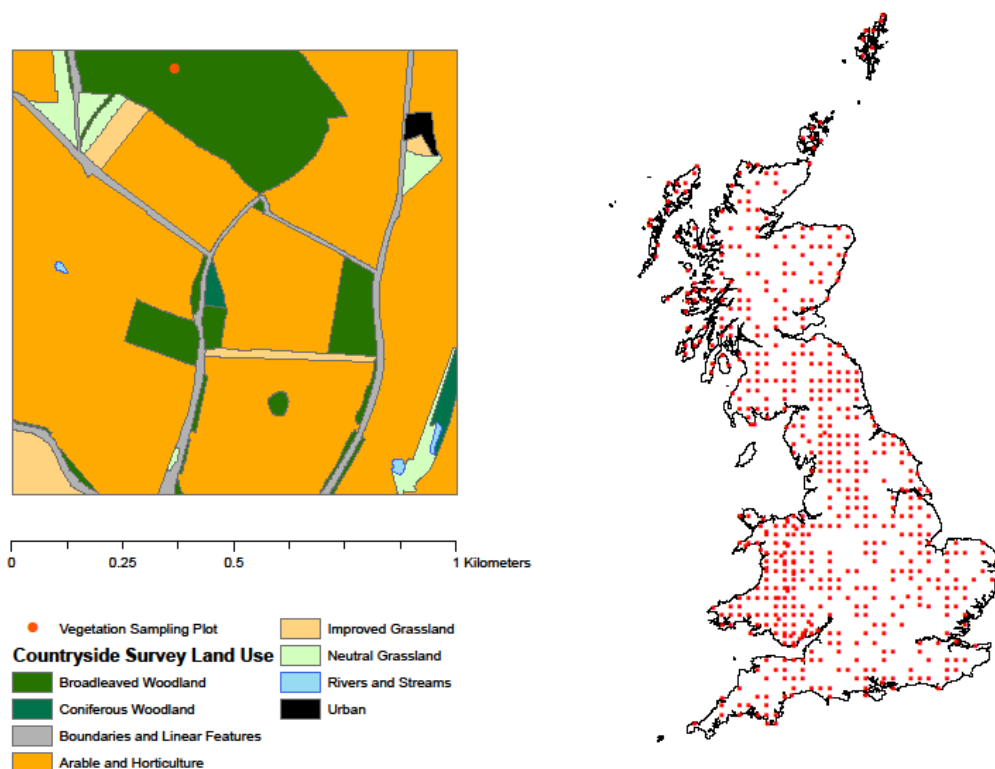 0 0.25 0.5 1 Kilometers
Vegetation Sampling Plot
Countryside Survey Land Use
Broadleaved Woodland
Coniferous Woodland
Boundaries and Linear Features
Arable and Horticulture
Improved Grassland
Neutral Grassland
Rivers and Streams
Urban